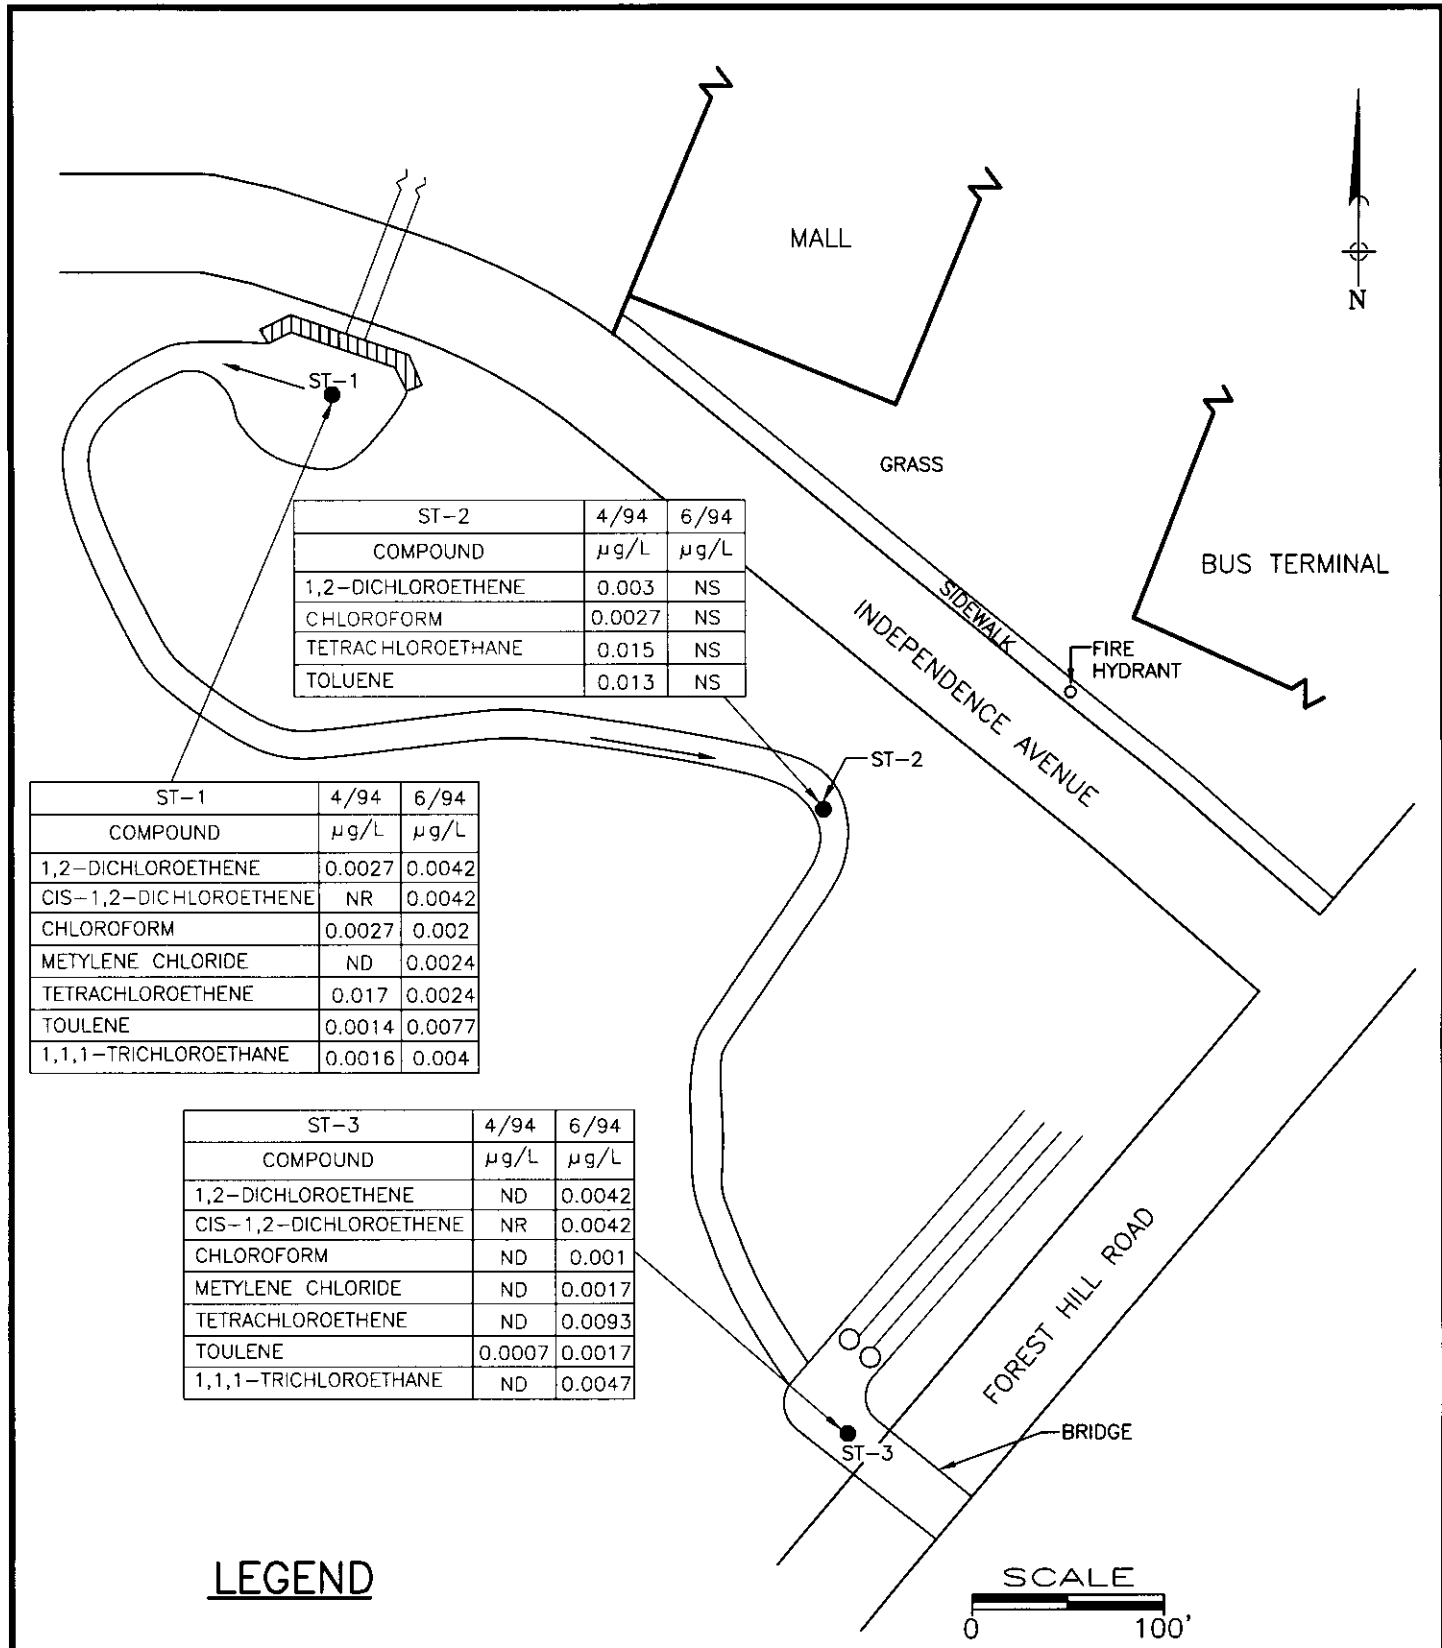 MALL
N
ST-1
GRASS
ST-2 4/94 6/94
COMPOUND µg/L µg/L
1,2-DICHLOROETHENE 0.003 NS
CHLOROFORM 0.0027 NS
TETRACHLOROETHANE 0.015 NS
TOLUENE 0.013 NS
BUS TERMINAL
SIDEWALK
INDEPENDENCE AVENUE
FIRE
HYDRANT
ST-2
ST-1 4/94 6/94
COMPOUND µg/L µg/L
1,2-DICHLOROETHENE 0.0027 0.0042
CIS-1,2-DICHLOROETHENE NR 0.0042
CHLOROFORM 0.0027 0.002
METYLENE CHLORIDE ND 0.0024
TETRACHLOROETHENE 0.017 0.0024
TOULENE 0.0014 0.0077
1,1,1-TRICHLOROETHANE 0.0016 0.004
ST-3 4/94 6/94
COMPOUND µg/L µg/L
1,2-DICHLOROETHENE ND 0.0042
CIS-1,2-DICHLOROETHENE NR 0.0042
CHLOROFORM ND 0.001
METYLENE CHLORIDE ND 0.0017
TETRACHLOROETHENE ND 0.0093
TOULENE 0.0007 0.0017
1,1,1-TRICHLOROETHANE ND 0.0047
FOREST HILL ROAD
BRIDGE
ST-3
LEGEND
SCALE
0 100'